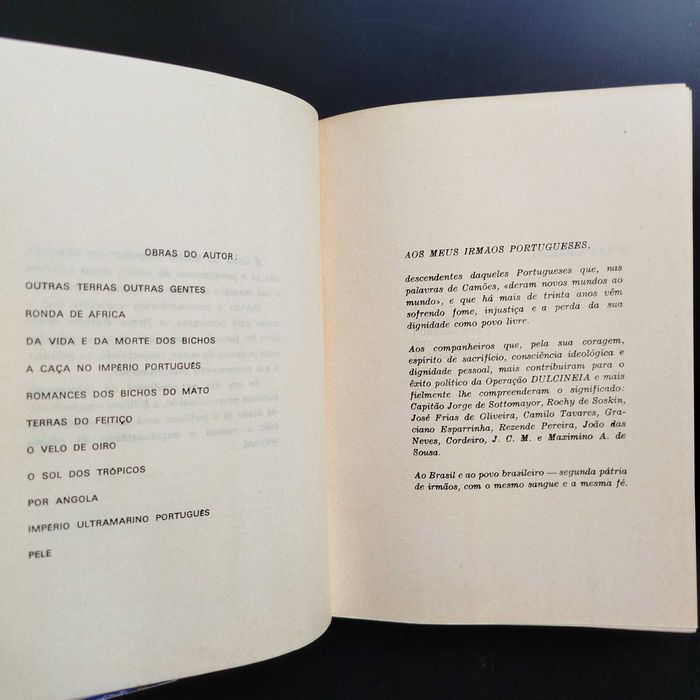 OBRAS DO AUTOR:
OUTRAS TERRAS OUTRAS GENTES
RONDA DE ÁFRICA
DA VIDA E DA MORTE DOS BICHOS
A CAÇA NO IMPÉRIO PORTUGUÊS
ROMANCES DOS BICHOS DO MATO
TERRAS DO FEITIÇO
O VELO DE OIRO
O SOL DOS TRÓPICOS
POR ANGOLA
IMPÉRIO ULTRAMARINO PORTUGUÊS
PELE
AOS MEUS IRMÃOS PORTUGUESES,
descendentes daqueles Portugueses que, nas
palavras de Camões, «deram novos mundos ao
mundo», e que há mais de trinta anos vêm
sofrendo fome, injustiça e a perda da sua
dignidade como povo livre.
Aos companheiros que, pela sua coragem,
espírito de sacrifício, consciência ideológica e
dignidade pessoal, mais contribuiram para o
êxito político da Operação DULCINEIA e mais
fielmente lhe compreenderam o significado:
Capitão Jorge de Sottomayor, Rochy de Soskin,
José Frias de Oliveira, Camilo Tavares, Gra-
ciano Esparrinha, Rezende Pereira, João das
Neves, Cordeiro, J. C. M. e Maximino A. de
Sousa.
Ao Brasil e ao povo brasileiro — segunda pátria
de irmãos, com o mesmo sangue e a mesma fé.